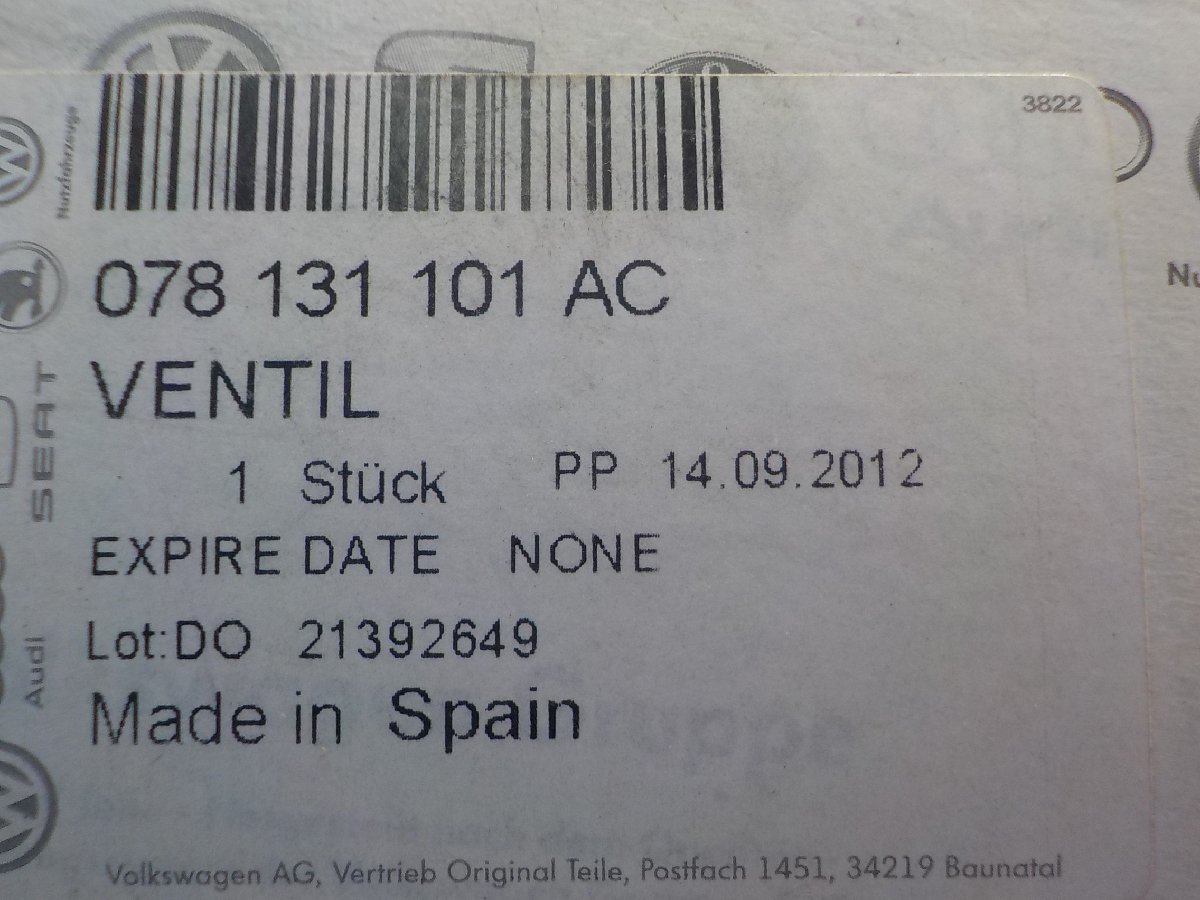 3822
Nutzfahrzeuge
078 131 101 AC
VENTIL
1 Stück PP 14.09.2012
SEAT
EXPIRE DATE NONE
Lot:DO 21392649
Audi
Made in Spain
Volkswagen AG, Vertrieb Original Teile, Postfach 1451, 34219 Baunatal